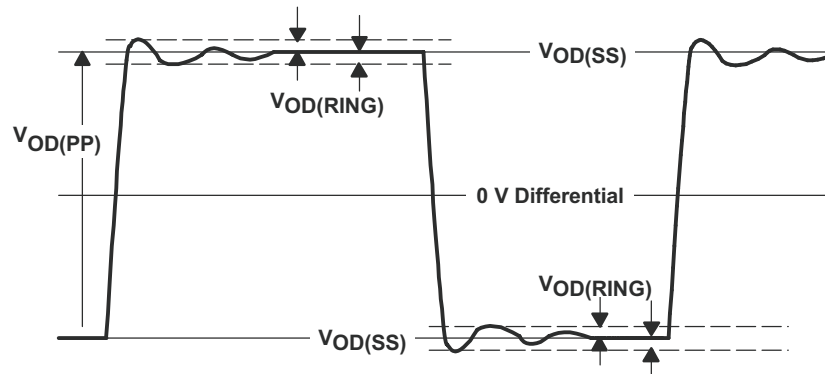 VOD(SS)
VOD(RING)
VOD(PP)
0 V Differential
VOD(RING)
VOD(SS)